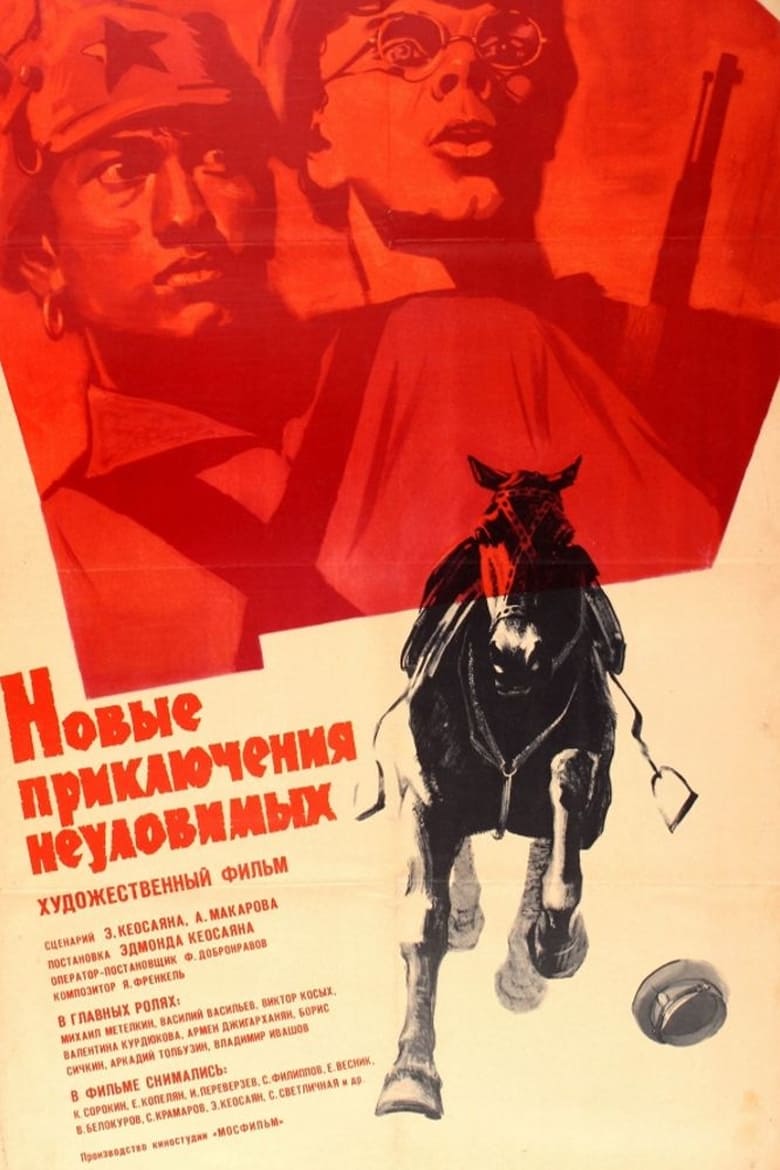 Новые
приключения
неуловимых
ХУДОЖЕСТВЕННЫЙ ФИЛЬМ
СЦЕНАРИЙ Э. КЕОСАЯНА, А. МАКАРОВА
ПОСТАНОВКА ЭДМОНДА КЕОСАЯНА
ОПЕРАТОР-ПОСТАНОВЩИК Ф. ДОБРОНРАВОВ
КОМПОЗИТОР Я. ФРЕНКЕЛЬ
В ГЛАВНЫХ РОЛЯХ:
МИХАИЛ МЕТЕЛКИН, ВАСИЛИЙ ВАСИЛЬЕВ, ВИКТОР КОСЫХ,
ВАЛЕНТИНА КУРДЮКОВА, АРМЕН ДЖИГАРХАНЯН, БОРИС
СИЧКИН, АРКАДИЙ ТОЛБУЗИН, ВЛАДИМИР ИВАШОВ
В ФИЛЬМЕ СНИМАЛИСЬ:
К. СОРОКИН, Е. КОПЕЛЯН, И. ПЕРЕВЕРЗЕВ, С. ФИЛИППОВ, Е. ВЕСНИК,
В. БЕЛОКУРОВ, С. КРАМАРОВ, Э. КЕОСАЯН, С. СВЕТЛИЧНАЯ и др.
Производство киностудии «МОСФИЛЬМ»